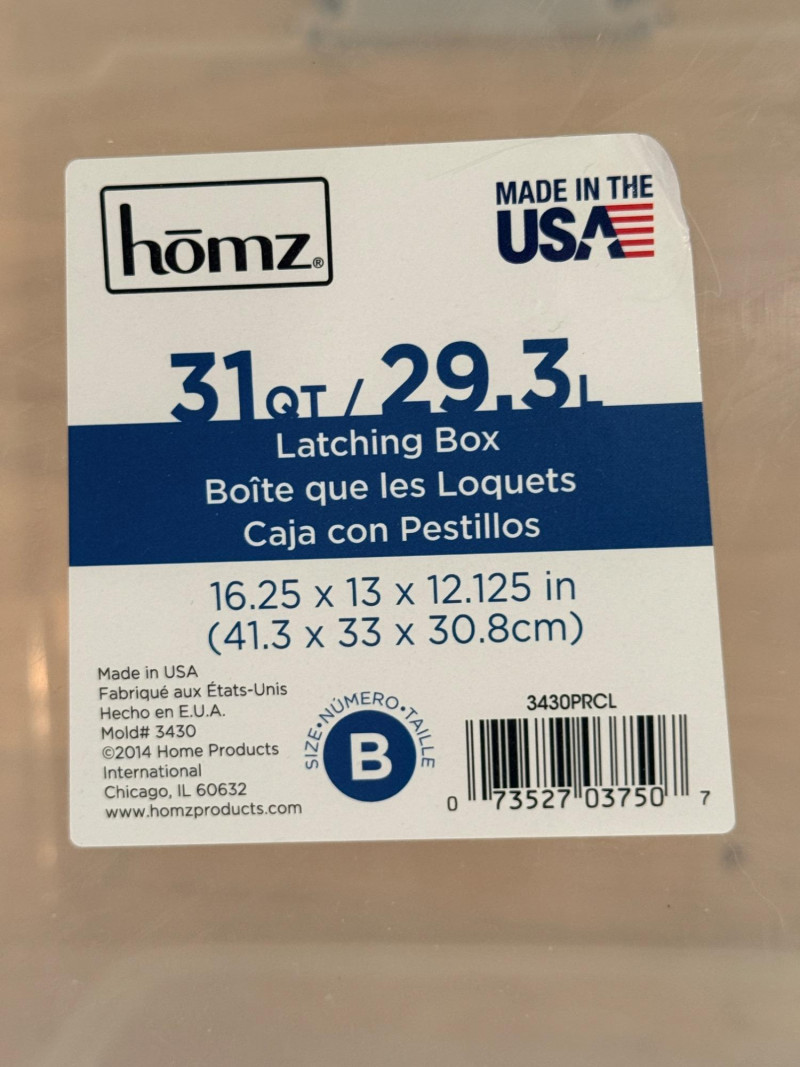 hōmz®
MADE IN THE
USA
31QT / 29.3L
Latching Box
Boîte que les Loquets
Caja con Pestillos
16.25 x 13 x 12.125 in
(41.3 x 33 x 30.8cm)
Made in USA
Fabriqué aux États-Unis
Hecho en E.U.A.
Mold# 3430
©2014 Home Products
International
Chicago, IL 60632
www.homzproducts.com
SIZE•NÚMERO•TAILLE
B
3430PRCL
0 73527 03750 7